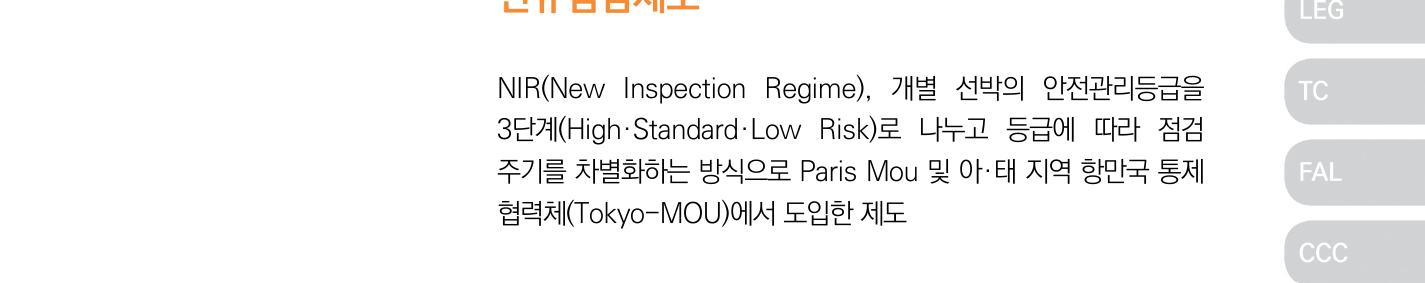 NIR(New Inspection Regime), 개별 선박의 안전관리등급을
3단계(High·Standard·Low Risk)로 나누고 등급에 따라 점검
주기를 차별화하는 방식으로 Paris Mou 및 아·태 지역 항만국 통제
협력체(Tokyo-MOU)에서 도입한 제도
LEG
TC
FAL
CCC